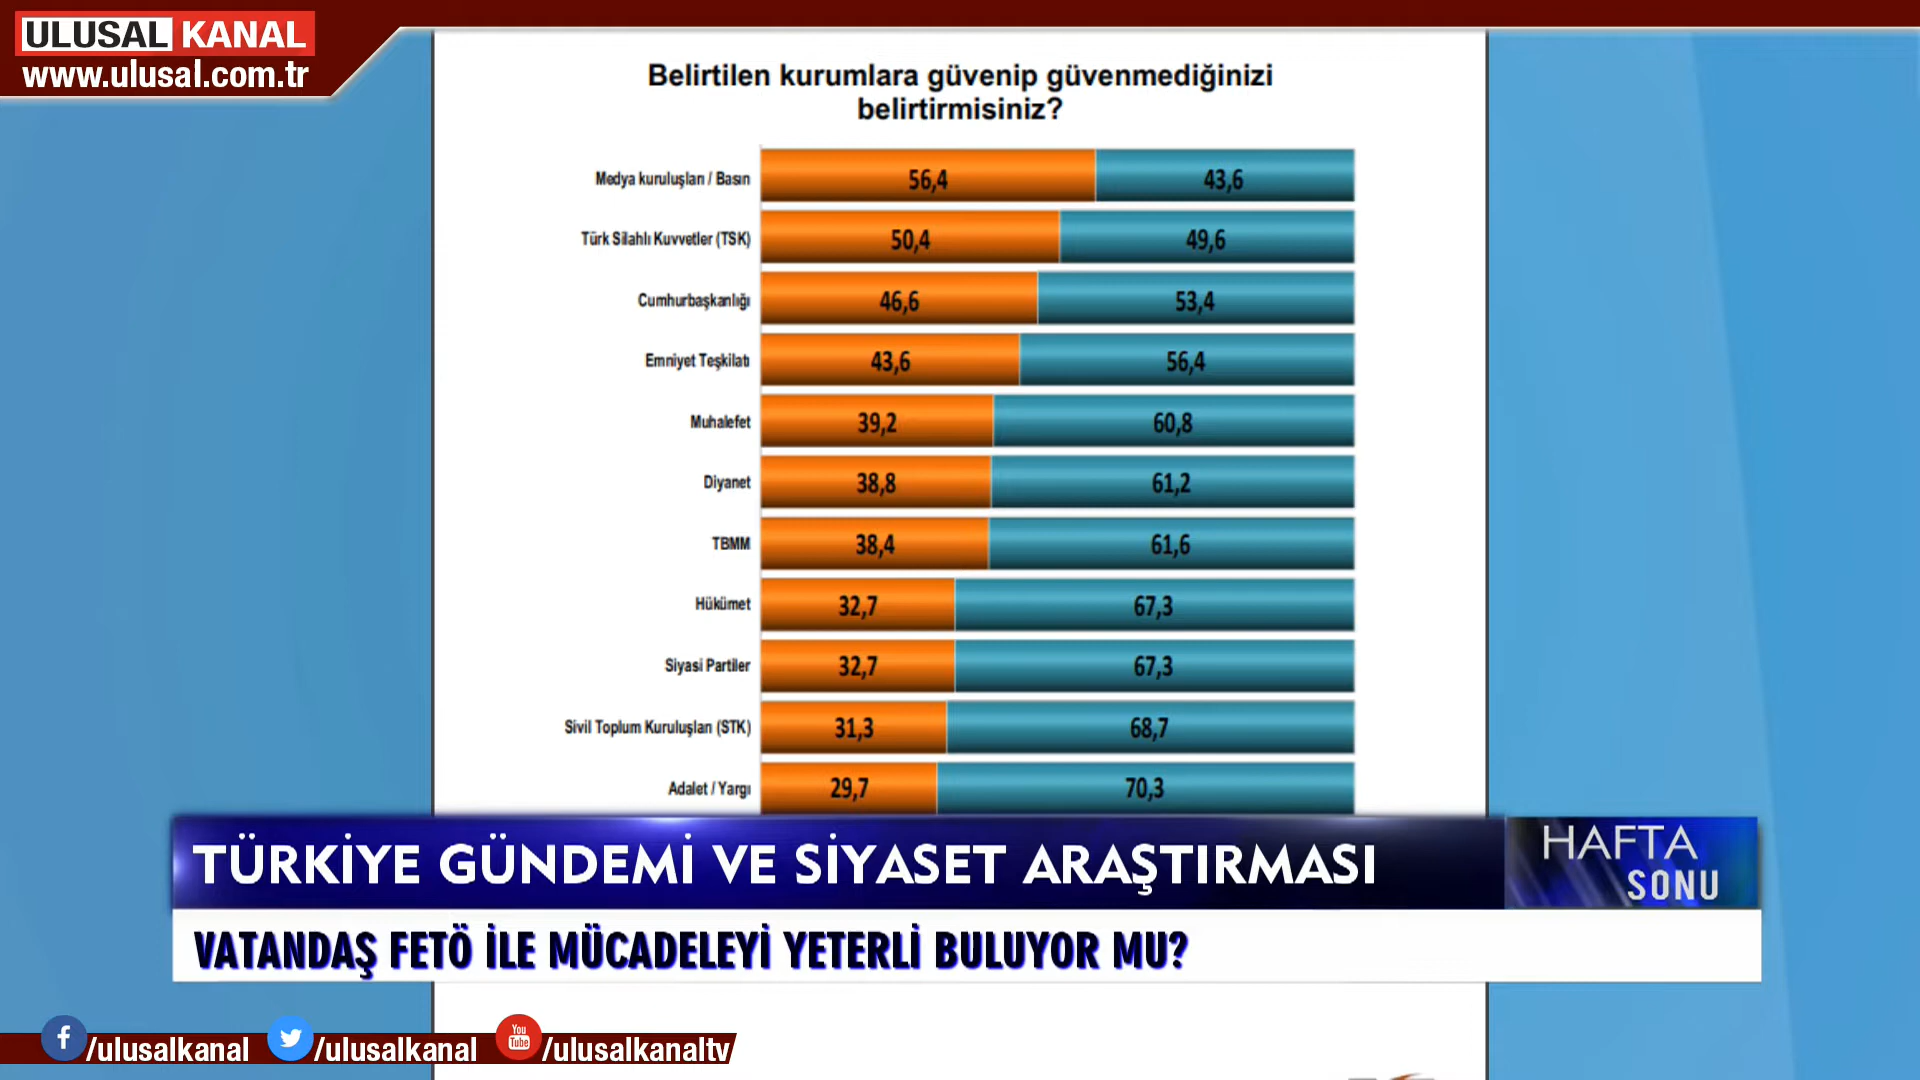 ULUSAL KANAL
www.ulusal.com.tr
Belirtilen kurumlara güvenip güvenmediğinizi
belirtirmisiniz?
Medya kuruluşları / Basın 56,4 43,6
Türk Silahlı Kuvvetler (TSK) 50,4 49,6
Cumhurbaşkanlığı 46,6 53,4
Emniyet Teşkilatı 43,6 56,4
Muhalefet 39,2 60,8
Diyanet 38,8 61,2
TBMM 38,4 61,6
Hükümet 32,7 67,3
Siyasi Partiler 32,7 67,3
Sivil Toplum Kuruluşları (STK) 31,3 68,7
Adalet / Yargı 29,7 70,3
TÜRKİYE GÜNDEMİ VE SİYASET ARAŞTIRMASI
HAFTA
SONU
VATANDAŞ FETÖ İLE MÜCADELEYİ YETERLİ BULUYOR MU?
/ulusalkanal /ulusalkanal You Tube /ulusalkanaltv